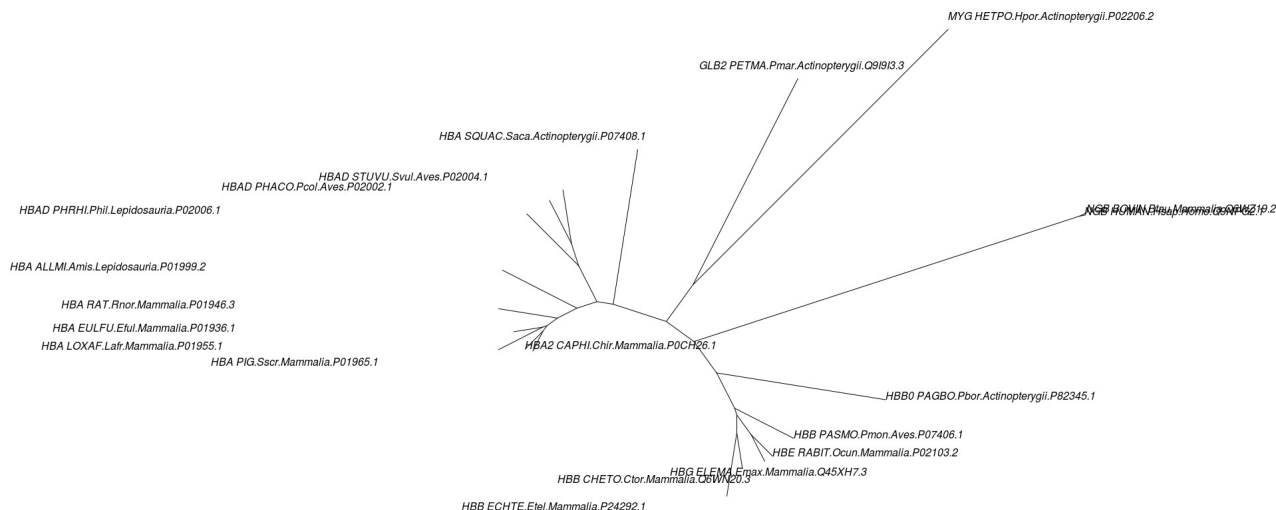 MYG HETPO.Hpor.Actinopterygii.P02206.2
GLB2 PETMA.Pmar.Actinopterygii.Q9I9I3.3
HBA SQUAC.Saca.Actinopterygii.P07408.1
HBAD STUVU.Svul.Aves.P02004.1
HBAD PHACO.Pcol.Aves.P02002.1
HBAD PHRHI.Phil.Lepidosauria.P02006.1
HBA ALLMI.Amis.Lepidosauria.P01999.2
HBA RAT.Rnor.Mammalia.P01946.3
HBA EULFU.Eful.Mammalia.P01936.1
HBA LOXAF.Lafr.Mammalia.P01955.1
HBA2 CAPHI.Chir.Mammalia.P0CH26.1
HBA PIG.Sscr.Mammalia.P01965.1
HBB0 PAGBO.Pbor.Actinopterygii.P82345.1
HBB PASMO.Pmon.Aves.P07406.1
HBE RABIT.Ocun.Mammalia.P02103.2
HBG ELEMA.Emax.Mammalia.Q45XH7.3
HBB CHETO.Ctor.Mammalia.Q6WN20.3
HBB ECHTE.Etel.Mammalia.P24292.1